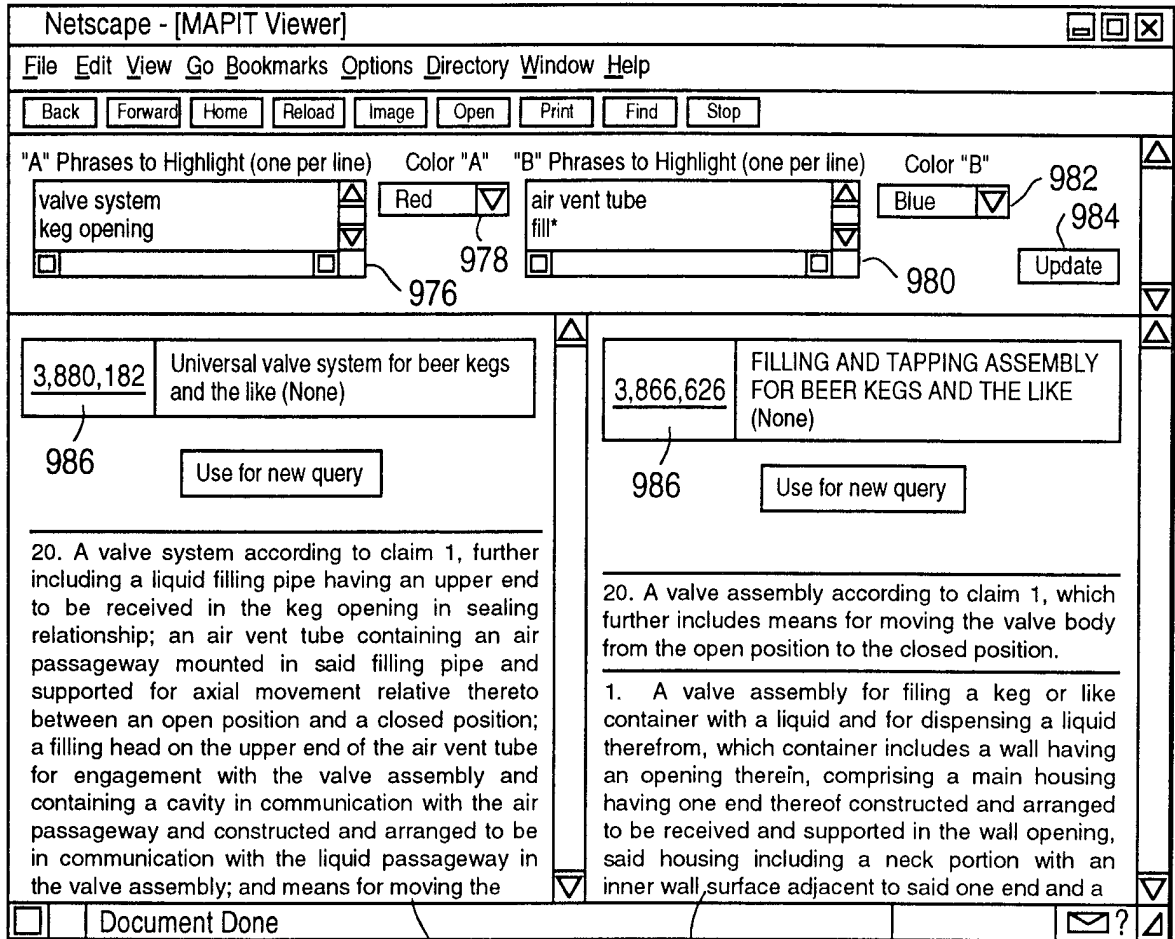 Netscape - [MAPIT Viewer]
File Edit View Go Bookmarks Options Directory Window Help
Back Forward Home Reload Image Open Print Find Stop
"A" Phrases to Highlight (one per line) Color "A" "B" Phrases to Highlight (one per line) Color "B"
valve system
keg opening
Red
air vent tube
fill*
Blue
982
984
978
980
Update
976
3,880,182
Universal valve system for beer kegs
and the like (None)
986
Use for new query
20. A valve system according to claim 1, further
including a liquid filling pipe having an upper end
to be received in the keg opening in sealing
relationship; an air vent tube containing an air
passageway mounted in said filling pipe and
supported for axial movement relative thereto
between an open position and a closed position;
a filling head on the upper end of the air vent tube
for engagement with the valve assembly and
containing a cavity in communication with the air
passageway and constructed and arranged to be
in communication with the liquid passageway in
the valve assembly; and means for moving the
3,866,626
FILLING AND TAPPING ASSEMBLY
FOR BEER KEGS AND THE LIKE
(None)
986
Use for new query
20. A valve assembly according to claim 1, which
further includes means for moving the valve body
from the open position to the closed position.
1. A valve assembly for filing a keg or like
container with a liquid and for dispensing a liquid
therefrom, which container includes a wall having
an opening therein, comprising a main housing
having one end thereof constructed and arranged
to be received and supported in the wall opening,
said housing including a neck portion with an
inner wall surface adjacent to said one end and a
Document Done
?